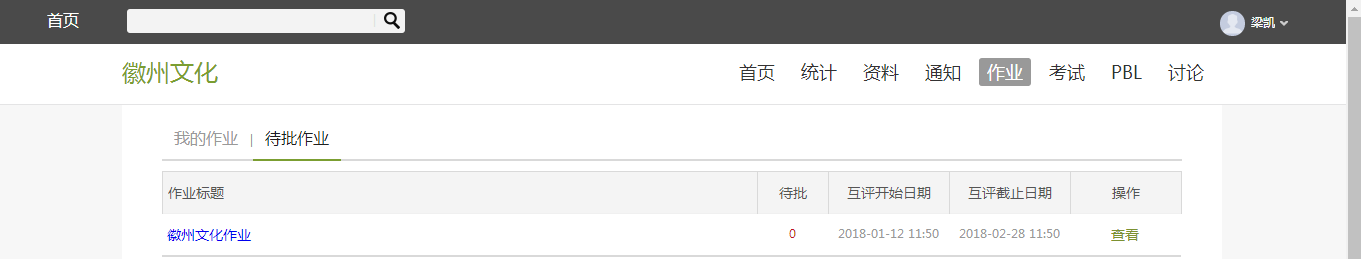 首页
梁凯
徽州文化
首页 统计 资料 通知 作业 考试 PBL 讨论
我的作业 | 待批作业
作业标题 待批 互评开始日期 互评截止日期 操作
徽州文化作业 0 2018-01-12 11:50 2018-02-28 11:50 查看